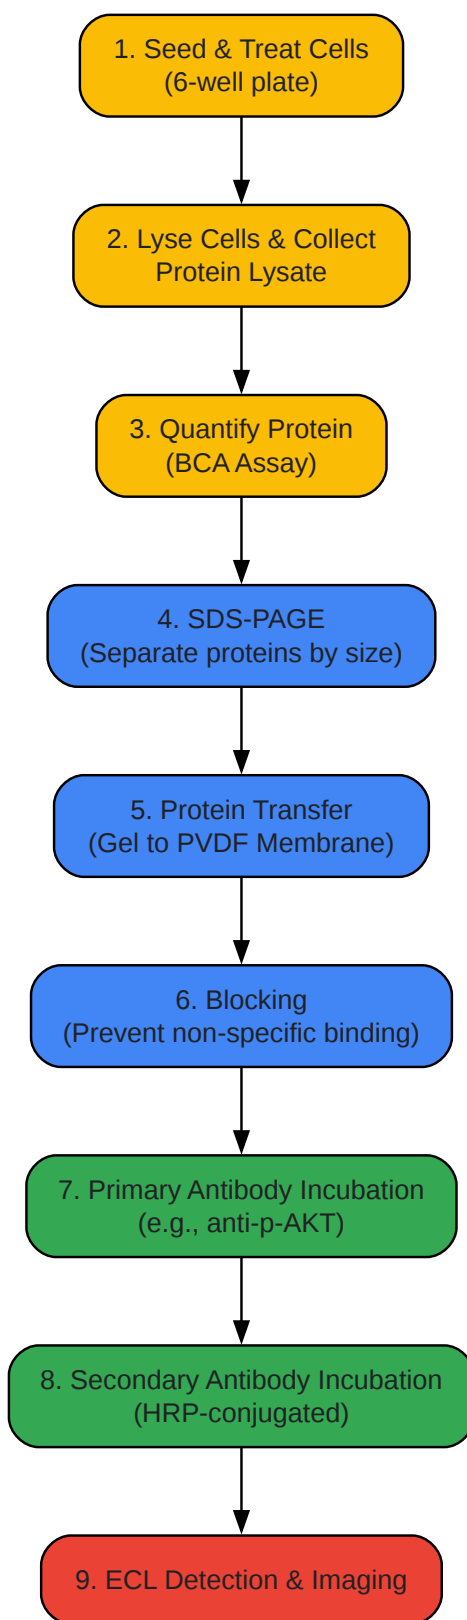 1. Seed & Treat Cells
(6-well plate)
2. Lyse Cells & Collect
Protein Lysate
3. Quantify Protein
(BCA Assay)
4. SDS-PAGE
(Separate proteins by size)
5. Protein Transfer
(Gel to PVDF Membrane)
6. Blocking
(Prevent non-specific binding)
7. Primary Antibody Incubation
(e.g., anti-p-AKT)
8. Secondary Antibody Incubation
(HRP-conjugated)
9. ECL Detection & Imaging